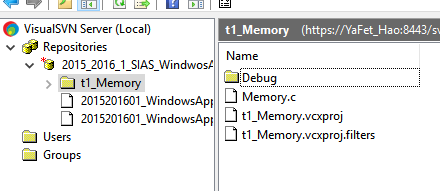 VisualSVN Server (Local)
Repositories
2015_2016_1_SIAS_WindwosA
t1_Memory
2015201601_WindowsApp
2015201601_WindowsApp
Users
Groups
t1_Memory (https://YaFet_Hao:8443/sv
Name
Debug
Memory.c
t1_Memory.vcxproj
t1_Memory.vcxproj.filters